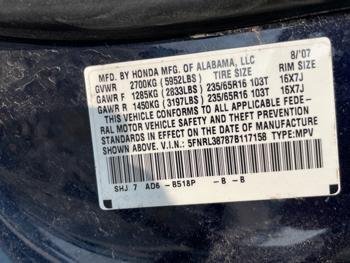 MFD. BY HONDA MFG. OF ALABAMA, LLC 8/'07
GVWR 2700KG (5952LBS) TIRE SIZE RIM SIZE
GAWR F 1285KG (2833LBS) 235/65R16 103T 16X7J
GAWR R 1450KG (3197LBS) 235/65R16 103T 16X7J
THIS VEHICLE CONFORMS TO ALL APPLICABLE FEDE-
RAL MOTOR VEHICLE SAFETY AND THEFT PREVENTION
STANDARDS IN EFFECT ON THE DATE OF MANUFACTURE
SHOWN ABOVE. V.I.N.: 5FNRL38787B117158 TYPE:MPV
SHJ 7 AD6 -B518P -B -B